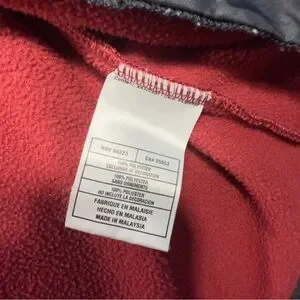 100% POLYESTER
EXCLUSIVE OF DECORATION
100% POLYESTER
SANS ORNEMENTS
100% POLIESTER
NO INCLUYE LA DECORACION
FABRIQUE EN MALAISIE
HECHO EN MALASIA
MADE IN MALAYSIA